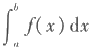 ∫_a^b f(x) dx